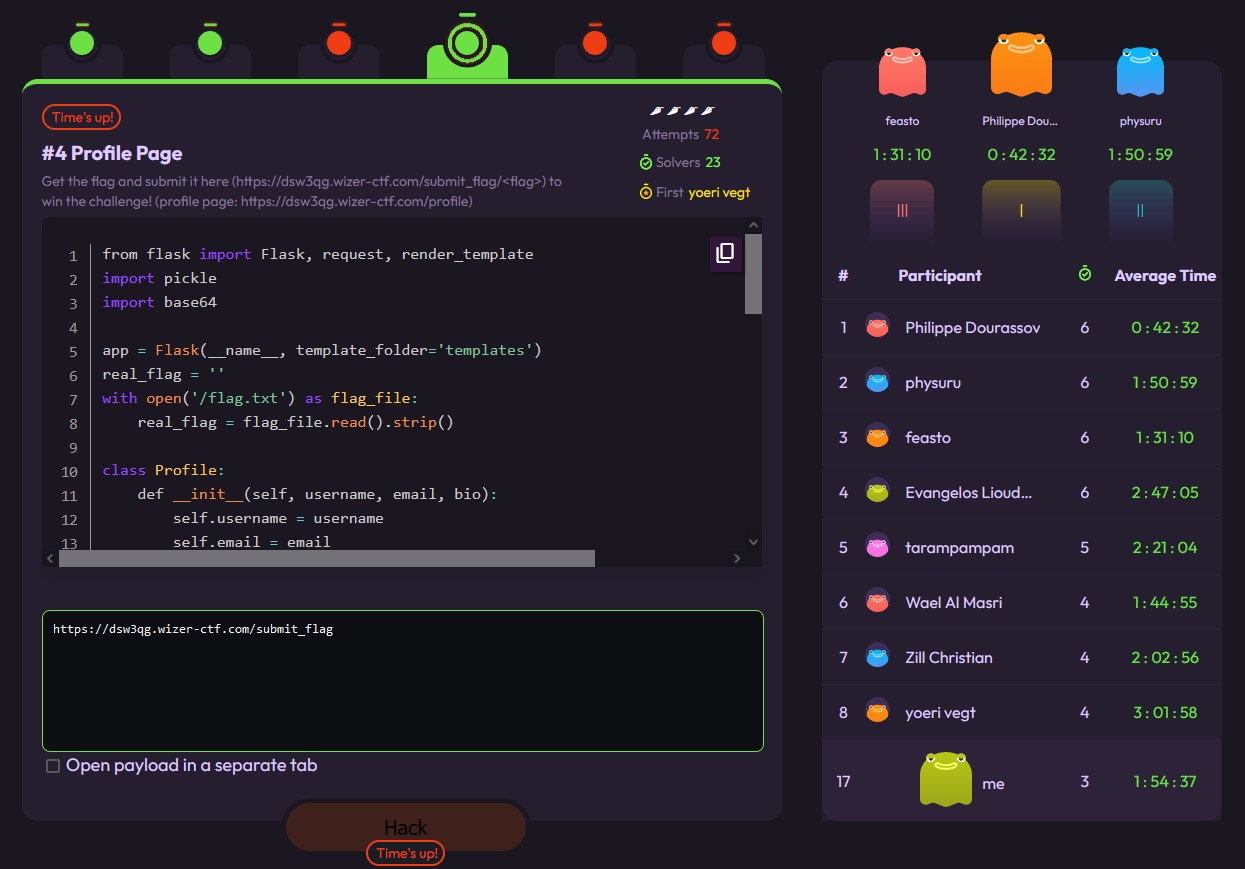 Time's up!
#4 Profile Page
Get the flag and submit it here (https://dsw3qg.wizer-ctf.com/submit_flag/<flag>) to
win the challenge! (profile page: https://dsw3qg.wizer-ctf.com/profile)
Attempts 72
Solvers 23
First yoeri vegt
1 from flask import Flask, request, render_template
2 import pickle
3 import base64
4
5 app = Flask(__name__, template_folder='templates')
6 real_flag = ''
7 with open('/flag.txt') as flag_file:
8     real_flag = flag_file.read().strip()
9
10 class Profile:
11     def __init__(self, username, email, bio):
12         self.username = username
13         self.email = email
https://dsw3qg.wizer-ctf.com/submit_flag
Open payload in a separate tab
Hack
Time's up!
feasto Philippe Dou... physuru
1:31:10 0:42:32 1:50:59
III I II
# Participant Average Time
1 Philippe Dourassov 6 0:42:32
2 physuru 6 1:50:59
3 feasto 6 1:31:10
4 Evangelos Lioud... 6 2:47:05
5 tarampampam 5 2:21:04
6 Wael Al Masri 4 1:44:55
7 Zill Christian 4 2:02:56
8 yoeri vegt 4 3:01:58
17 me 3 1:54:37